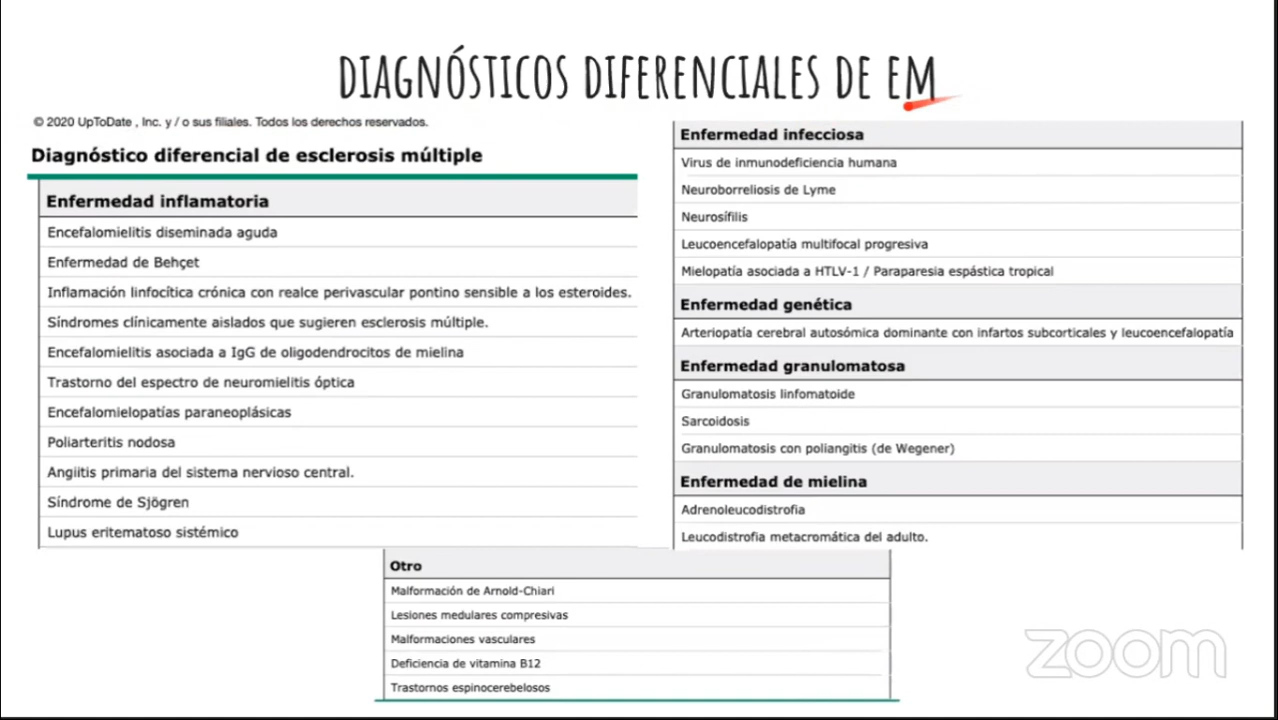 DIAGNÓSTICOS DIFERENCIALES DE EM
© 2020 UpToDate , Inc. y / o sus filiales. Todos los derechos reservados.
Diagnóstico diferencial de esclerosis múltiple
Enfermedad inflamatoria
Encefalomielitis diseminada aguda
Enfermedad de Behçet
Inflamación linfocítica crónica con realce perivascular pontino sensible a los esteroides.
Síndromes clínicamente aislados que sugieren esclerosis múltiple.
Encefalomielitis asociada a IgG de oligodendrocitos de mielina
Trastorno del espectro de neuromielitis óptica
Encefalomielopatías paraneoplásicas
Poliarteritis nodosa
Angiitis primaria del sistema nervioso central.
Síndrome de Sjögren
Lupus eritematoso sistémico
Enfermedad infecciosa
Virus de inmunodeficiencia humana
Neuroborreliosis de Lyme
Neurosífilis
Leucoencefalopatía multifocal progresiva
Mielopatía asociada a HTLV-1 / Paraparesia espástica tropical
Enfermedad genética
Arteriopatía cerebral autosómica dominante con infartos subcorticales y leucoencefalopatía
Enfermedad granulomatosa
Granulomatosis linfomatoide
Sarcoidosis
Granulomatosis con poliangitis (de Wegener)
Enfermedad de mielina
Adrenoleucodistrofia
Leucodistrofia metacromática del adulto.
Otro
Malformación de Arnold-Chiari
Lesiones medulares compresivas
Malformaciones vasculares
Deficiencia de vitamina B12
Trastornos espinocerebelosos
zoom